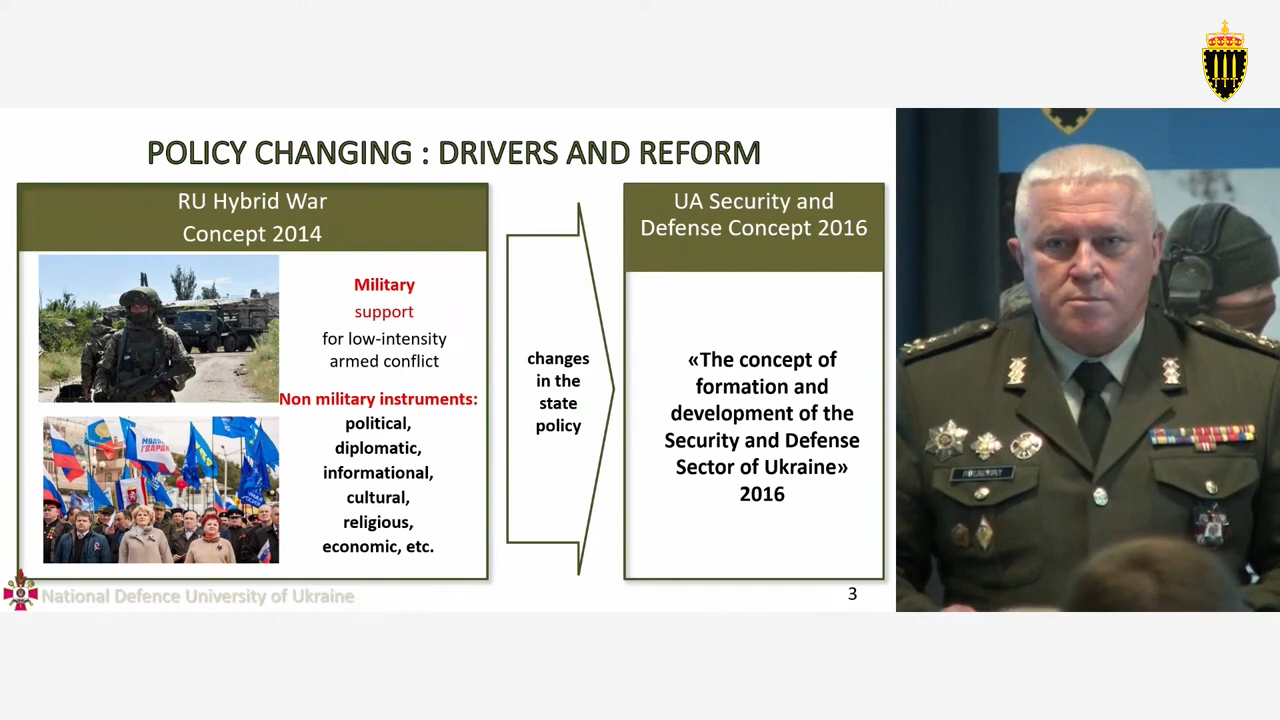 POLICY CHANGING : DRIVERS AND REFORM
RU Hybrid War
Concept 2014
Military
support
for low-intensity
armed conflict
Non military instruments:
political,
diplomatic,
informational,
cultural,
religious,
economic, etc.
changes
in the
state
policy
UA Security and
Defense Concept 2016
«The concept of
formation and
development of the
Security and Defense
Sector of Ukraine»
2016
National Defence University of Ukraine
3